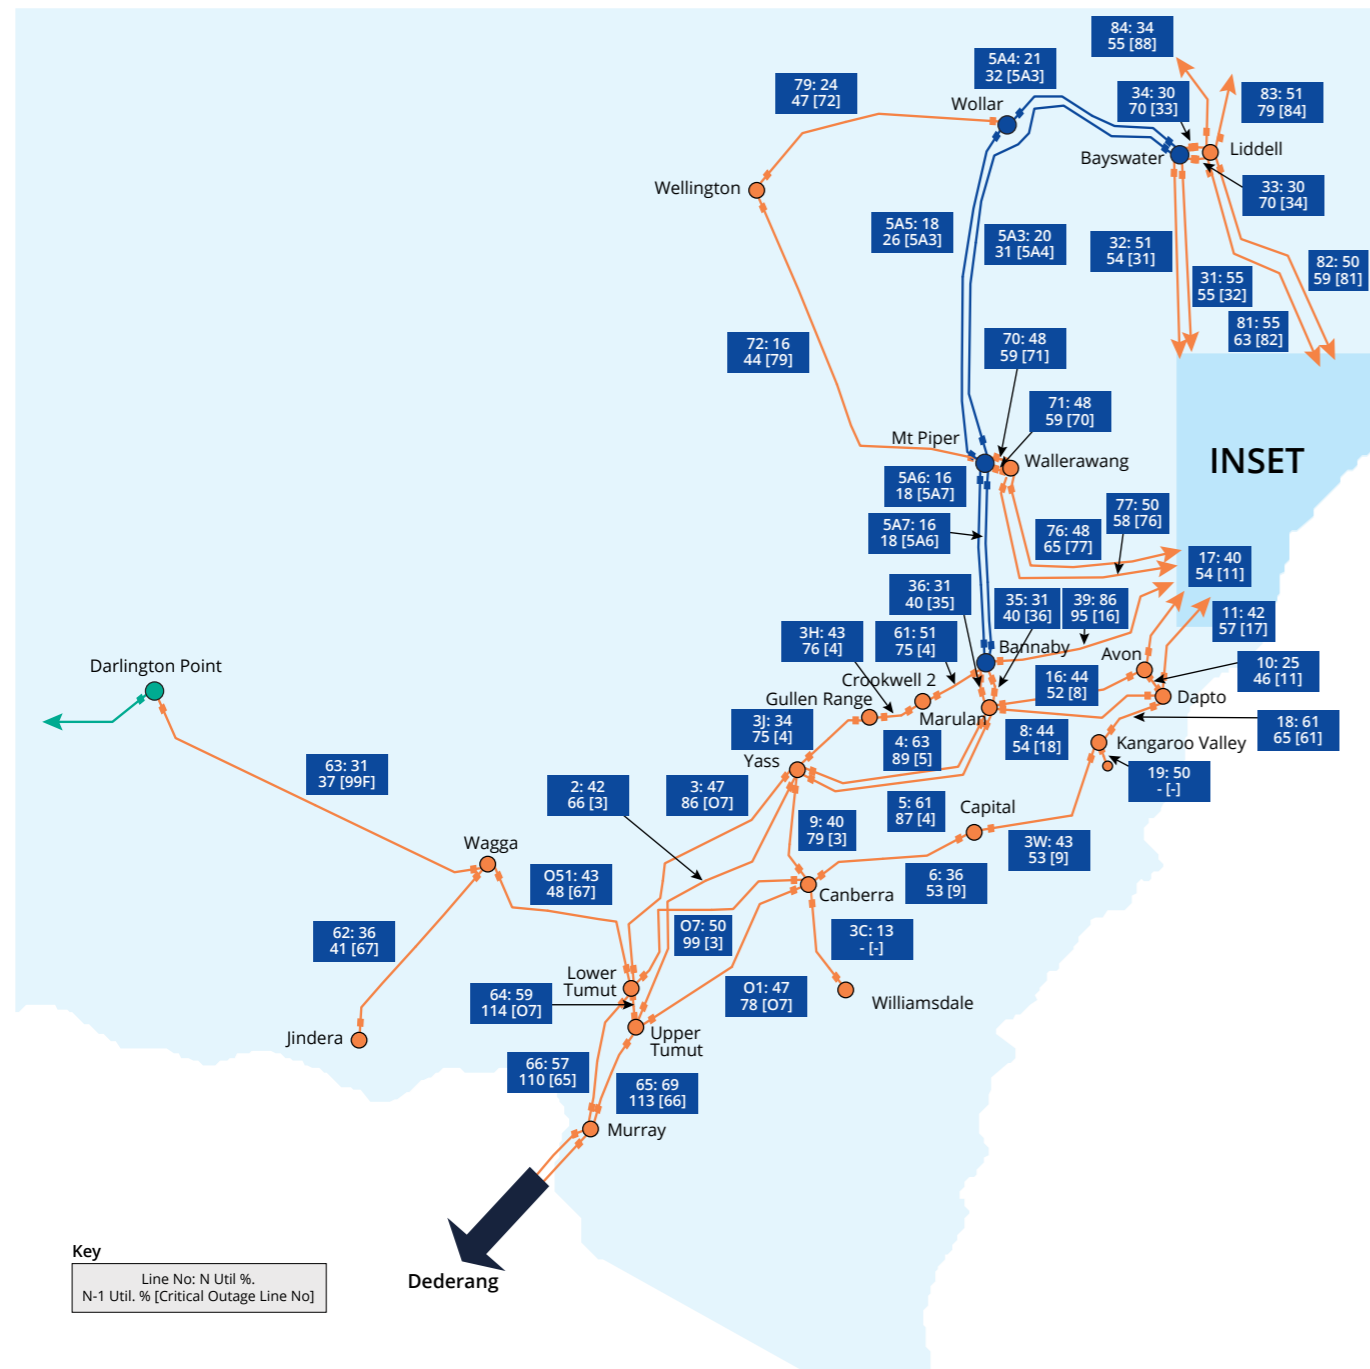 84: 34
55 [88]
5A4: 21
32 [5A3]
79: 24
47 [72]
34: 30
70 [33]
83: 51
79 [84]
Wollar
Bayswater
Liddell
Wellington
33: 30
70 [34]
5A5: 18
26 [5A3]
5A3: 20
31 [5A4]
32: 51
54 [31]
82: 50
59 [81]
31: 55
55 [32]
81: 55
63 [82]
72: 16
44 [79]
70: 48
59 [71]
71: 48
59 [70]
Mt Piper
Wallerawang
INSET
5A6: 16
18 [5A7]
5A7: 16
18 [5A6]
77: 50
58 [76]
76: 48
65 [77]
17: 40
54 [11]
36: 31
40 [35]
35: 31
40 [36]
39: 86
95 [16]
11: 42
57 [17]
3H: 43
76 [4]
61: 51
75 [4]
Bannaby
Avon
10: 25
46 [11]
Darlington Point
Crookwell 2
Gullen Range
16: 44
52 [8]
Dapto
Marulan
3J: 34
75 [4]
4: 63
89 [5]
8: 44
54 [18]
18: 61
65 [61]
Kangaroo Valley
Yass
63: 31
37 [99F]
2: 42
66 [3]
3: 47
86 [O7]
19: 50
- [-]
9: 40
79 [3]
5: 61
87 [4]
Capital
Wagga
3W: 43
53 [9]
O51: 43
48 [67]
6: 36
53 [9]
Canberra
62: 36
41 [67]
O7: 50
99 [3]
3C: 13
- [-]
Lower
Tumut
64: 59
114 [O7]
O1: 47
78 [O7]
Williamsdale
Jindera
Upper
Tumut
66: 57
110 [65]
65: 69
113 [66]
Murray
Key
Line No: N Util %.
N-1 Util. % [Critical Outage Line No]
Dederang